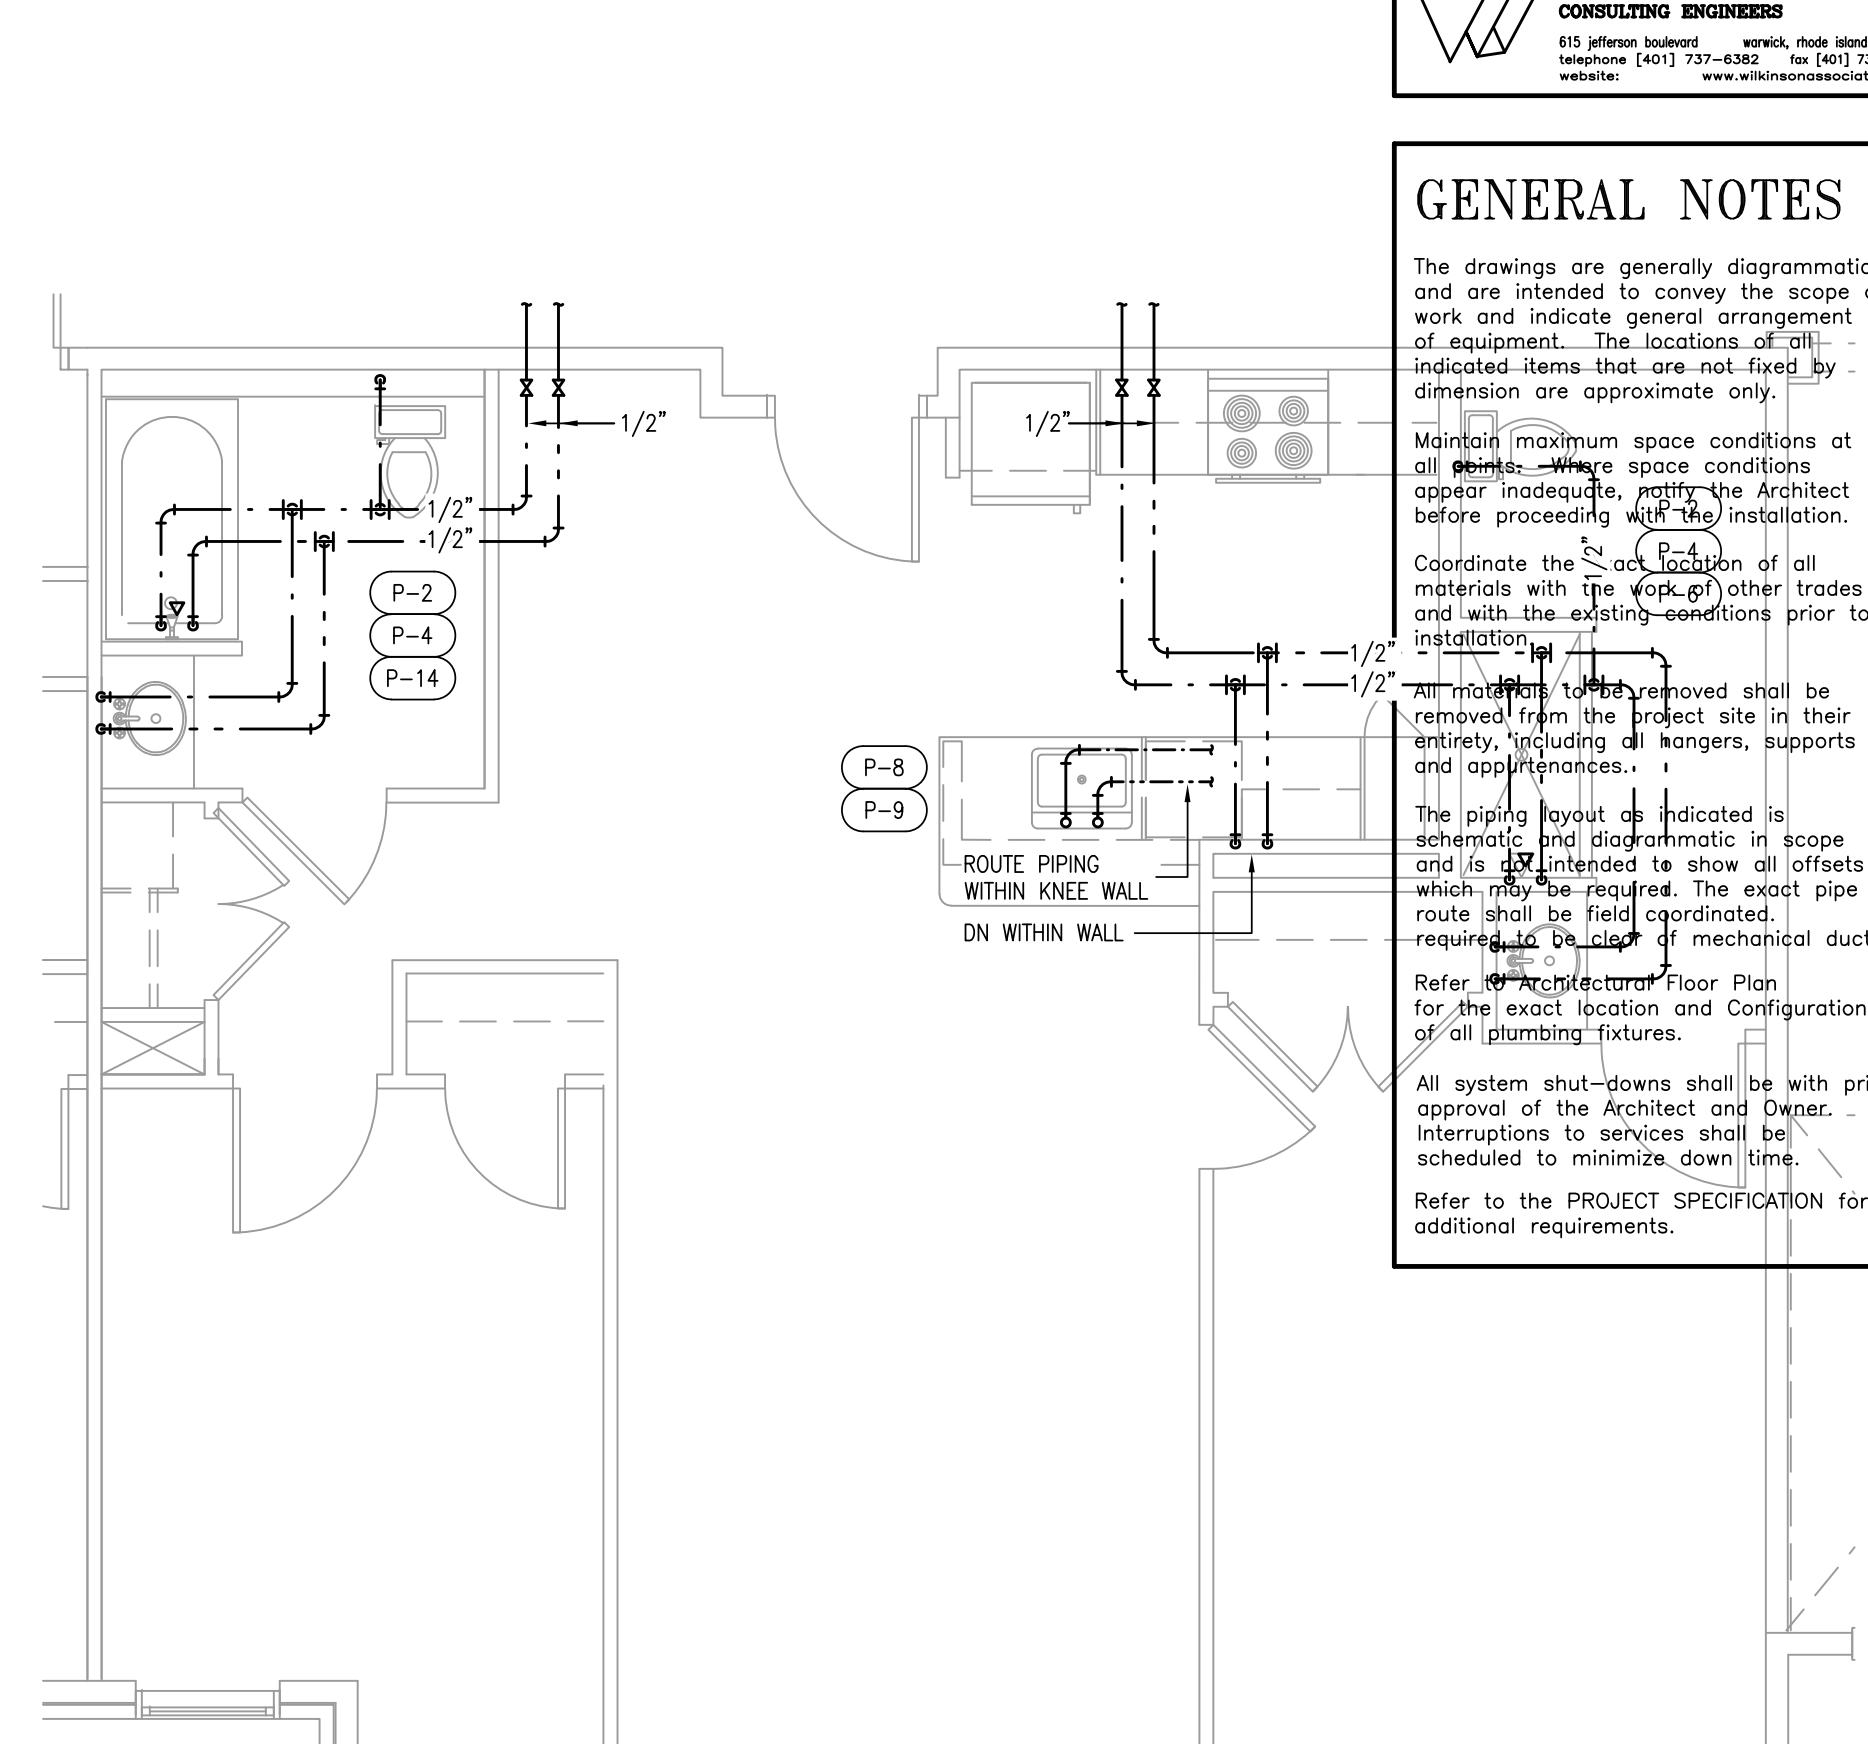 CONSULTING ENGINEERS
615 jefferson boulevard warwick, rhode island
telephone [401] 737-6382 fax [401] 73
website: www.wilkinsonassociat
GENERAL NOTES
The drawings are generally diagrammatic
and are intended to convey the scope o
work and indicate general arrangement
of equipment. The locations of all
indicated items that are not fixed by
dimension are approximate only.
Maintain maximum space conditions at
all points. Where space conditions
appear inadequate, notify the Architect
before proceeding with the installation.
Coordinate the act location of all
materials with the work of other trades
and with the existing conditions prior to
installation.
All materials to be removed shall be
removed from the project site in their
entirety, including all hangers, supports
and appurtenances.
The piping layout as indicated is
schematic and diagrammatic in scope
and is not intended to show all offsets
which may be required. The exact pipe
route shall be field coordinated.
required to be clear of mechanical duct
Refer to Architectural Floor Plan
for the exact location and Configuration
of all plumbing fixtures.
All system shut-downs shall be with pri
approval of the Architect and Owner.
Interruptions to services shall be
scheduled to minimize down time.
Refer to the PROJECT SPECIFICATION for
additional requirements.
1/2"
1/2"
1/2"
P-2
P-4
P-14
1/2"
1/2"
1/2"
1/2"
P-2
P-4
P-6
P-8
P-9
ROUTE PIPING
WITHIN KNEE WALL
DN WITHIN WALL